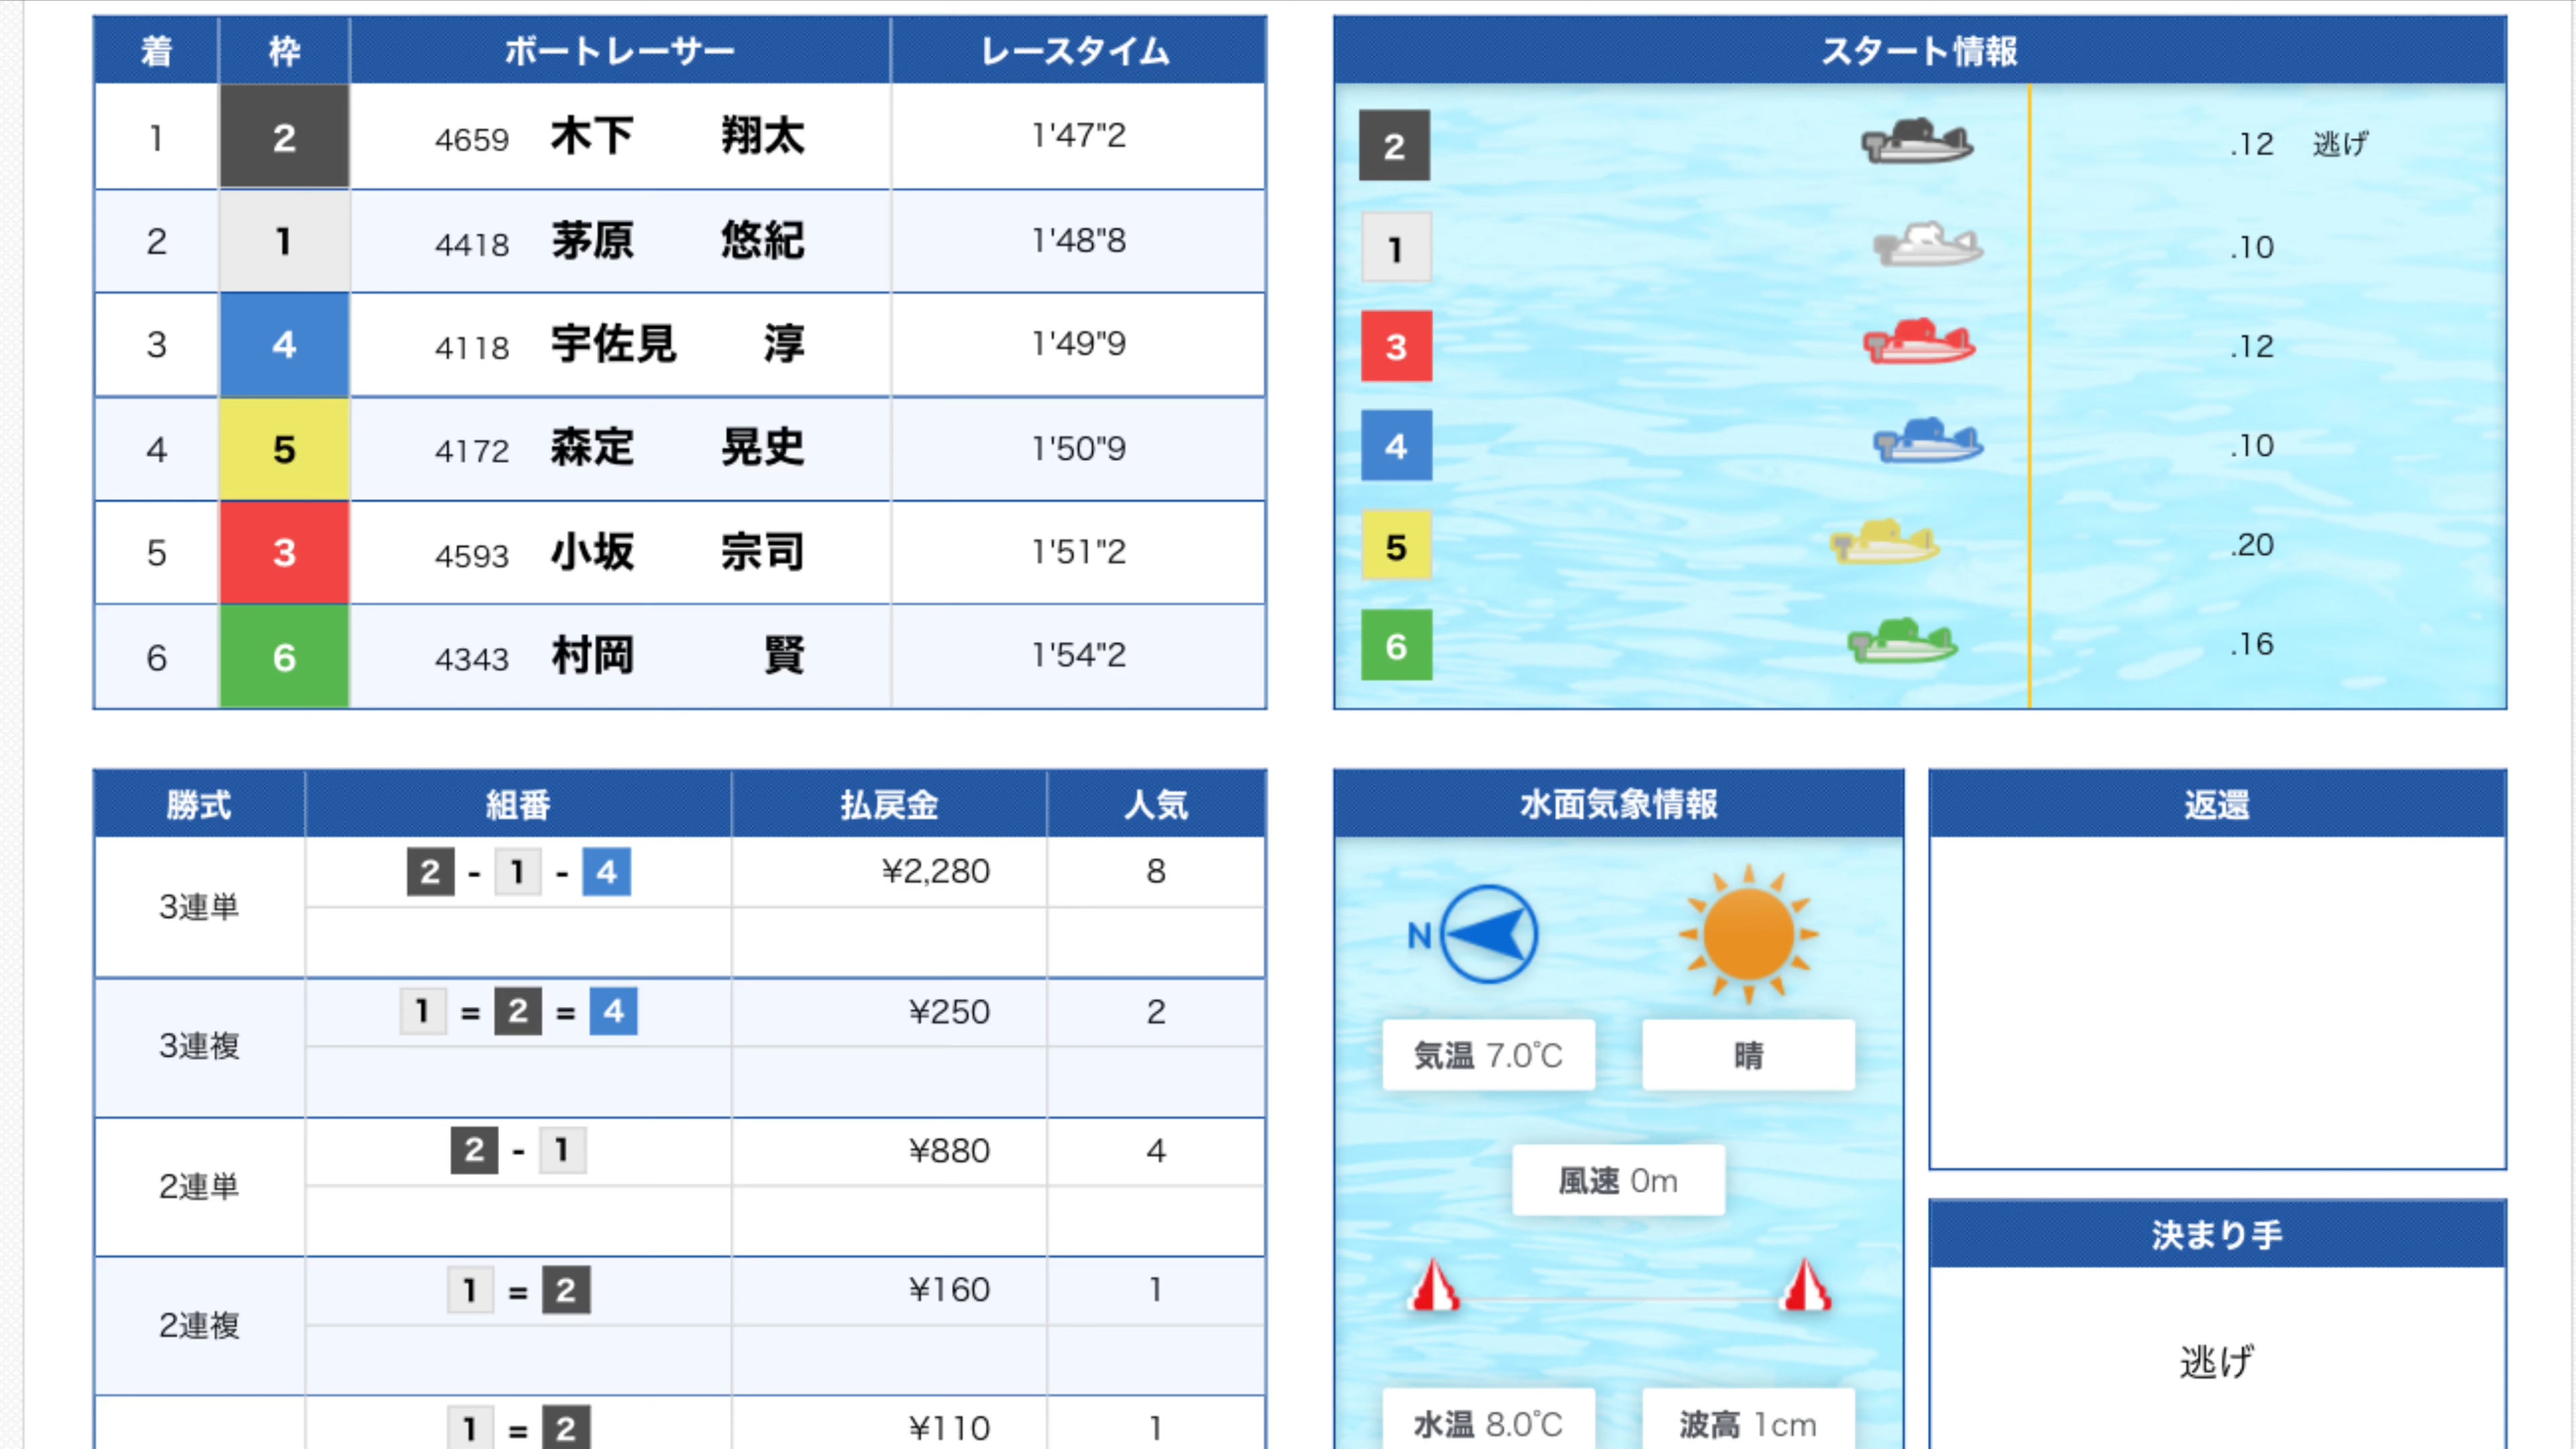 着 枠 ボートレーサー レースタイム
1 2 4659 木下 翔太 1'47"2
2 1 4418 茅原 悠紀 1'48"8
3 4 4118 宇佐見 淳 1'49"9
4 5 4172 森定 晃史 1'50"9
5 3 4593 小坂 宗司 1'51"2
6 6 4343 村岡 賢 1'54"2
スタート情報
2 .12 逃げ
1 .10
3 .12
4 .10
5 .20
6 .16
勝式 組番 払戻金 人気
3連単 2 - 1 - 4 ¥2,280 8
3連複 1 = 2 = 4 ¥250 2
2連単 2 - 1 ¥880 4
2連複 1 = 2 ¥160 1
1 = 2 ¥110 1
水面気象情報
N
気温 7.0℃ 晴
風速 0m
水温 8.0℃ 波高 1cm
返還
決まり手
逃げ